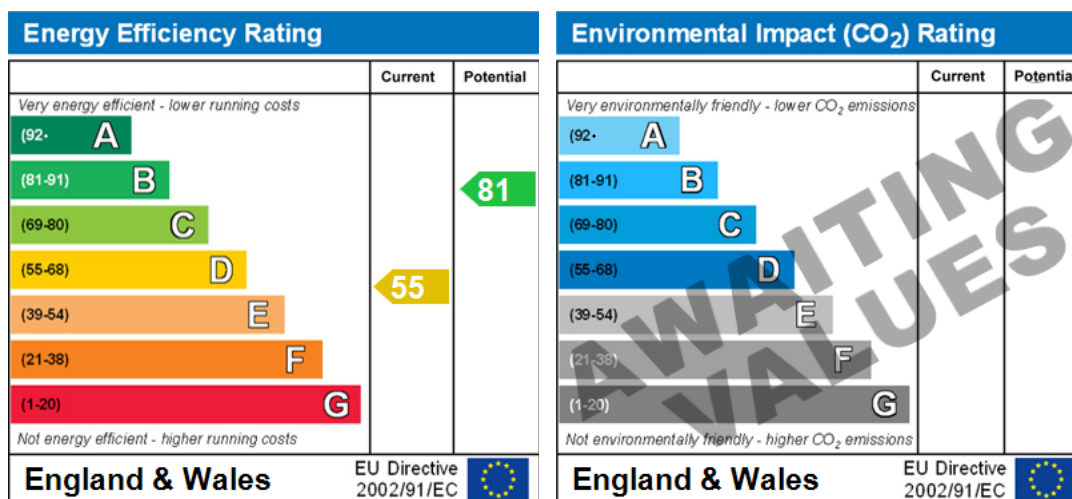 Energy Efficiency Rating
Current Potential
Very energy efficient - lower running costs
(92+ A
(81-91) B
81
(69-80) C
(55-68) D
55
(39-54) E
(21-38) F
(1-20) G
Not energy efficient - higher running costs
England & Wales
EU Directive
2002/91/EC
Environmental Impact (CO2) Rating
Current Potentia
Very environmentally friendly - lower CO2 emissions
(92+ A
(81-91) B
(69-80) C
(55-68) D
(39-54) E
(21-38) F
(1-20) G
AWAITING
VALUES
Not environmentally friendly - higher CO2 emissions
England & Wales
EU Directive
2002/91/EC